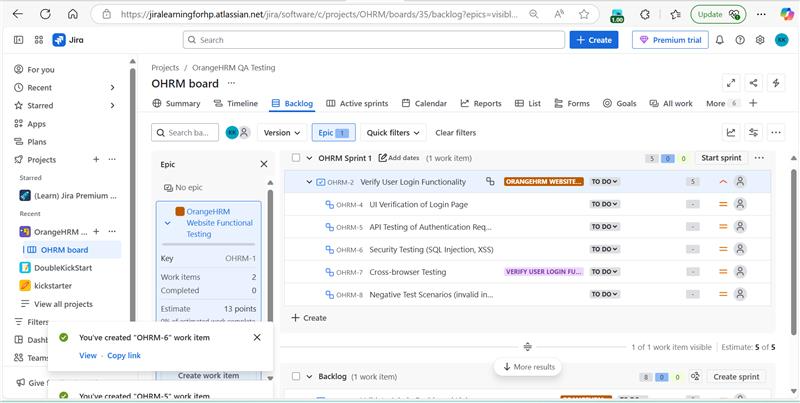 https://jiralearningforhp.atlassian.net/jira/software/c/projects/OHRM/boards/35/backlog?epics=visibl...
1.00
Update
Jira
Search
Create
Premium trial
KK
For you
Recent
Starred
Apps
Plans
Projects
Starred
(Learn) Jira Premium ...
Recent
OrangeHRM ...
OHRM board
DoubleKickStart
kickstarter
View all projects
Filters
Teams
Projects / OrangeHRM QA Testing
OHRM board
Summary Timeline Backlog Active sprints Calendar Reports List Forms Goals All work More 6
Search ba... KK Version Epic 1 Quick filters Clear filters
Epic
No epic
OrangeHRM
Website Functional
Testing
Key OHRM-1
Work items 2
Completed 0
Estimate 13 points
Create work item
OHRM Sprint 1 Add dates (1 work item) 5 0 0 Start sprint
OHRM-2 Verify User Login Functionality ORANGEHRM WEBSITE... TO DO 5
OHRM-4 UI Verification of Login Page TO DO -
OHRM-5 API Testing of Authentication Req... TO DO -
OHRM-6 Security Testing (SQL Injection, XSS) TO DO -
OHRM-7 Cross-browser Testing VERIFY USER LOGIN FU... TO DO -
OHRM-8 Negative Test Scenarios (invalid in... TO DO -
Create
1 of 1 work item visible Estimate: 5 of 5
More results
Backlog (1 work item) 8 0 0 Create sprint
You've created "OHRM-6" work item
View Copy link
You've created "OHRM-5" work item